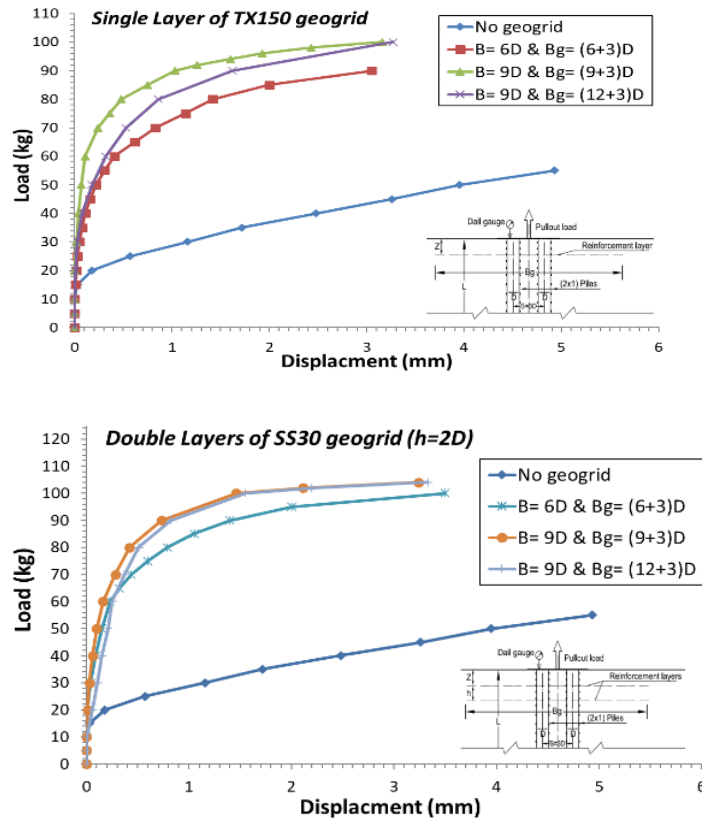 Single Layer of TX150 geogrid
No geogrid
B= 6D & Bg= (6+3)D
B= 9D & Bg= (9+3)D
B= 9D & Bg= (12+3)D
Load (kg)
110
100
90
80
70
60
50
40
30
20
10
0
Dail gauge
Pullout load
Reinforcement layer
Z
Bg
L
(2x1) Piles
D
D
S=3D
0
1
2
3
4
5
6
Displacment (mm)
Double Layers of SS30 geogrid (h=2D)
No geogrid
B= 6D & Bg= (6+3)D
B= 9D & Bg= (9+3)D
B= 9D & Bg= (12+3)D
Load (kg)
120
110
100
90
80
70
60
50
40
30
20
10
0
Dail gauge
Pullout load
Reinforcement layers
Z
h
Bg
L
(2x1) Piles
D
D
S=3D
0
1
2
3
4
5
6
Displacment (mm)